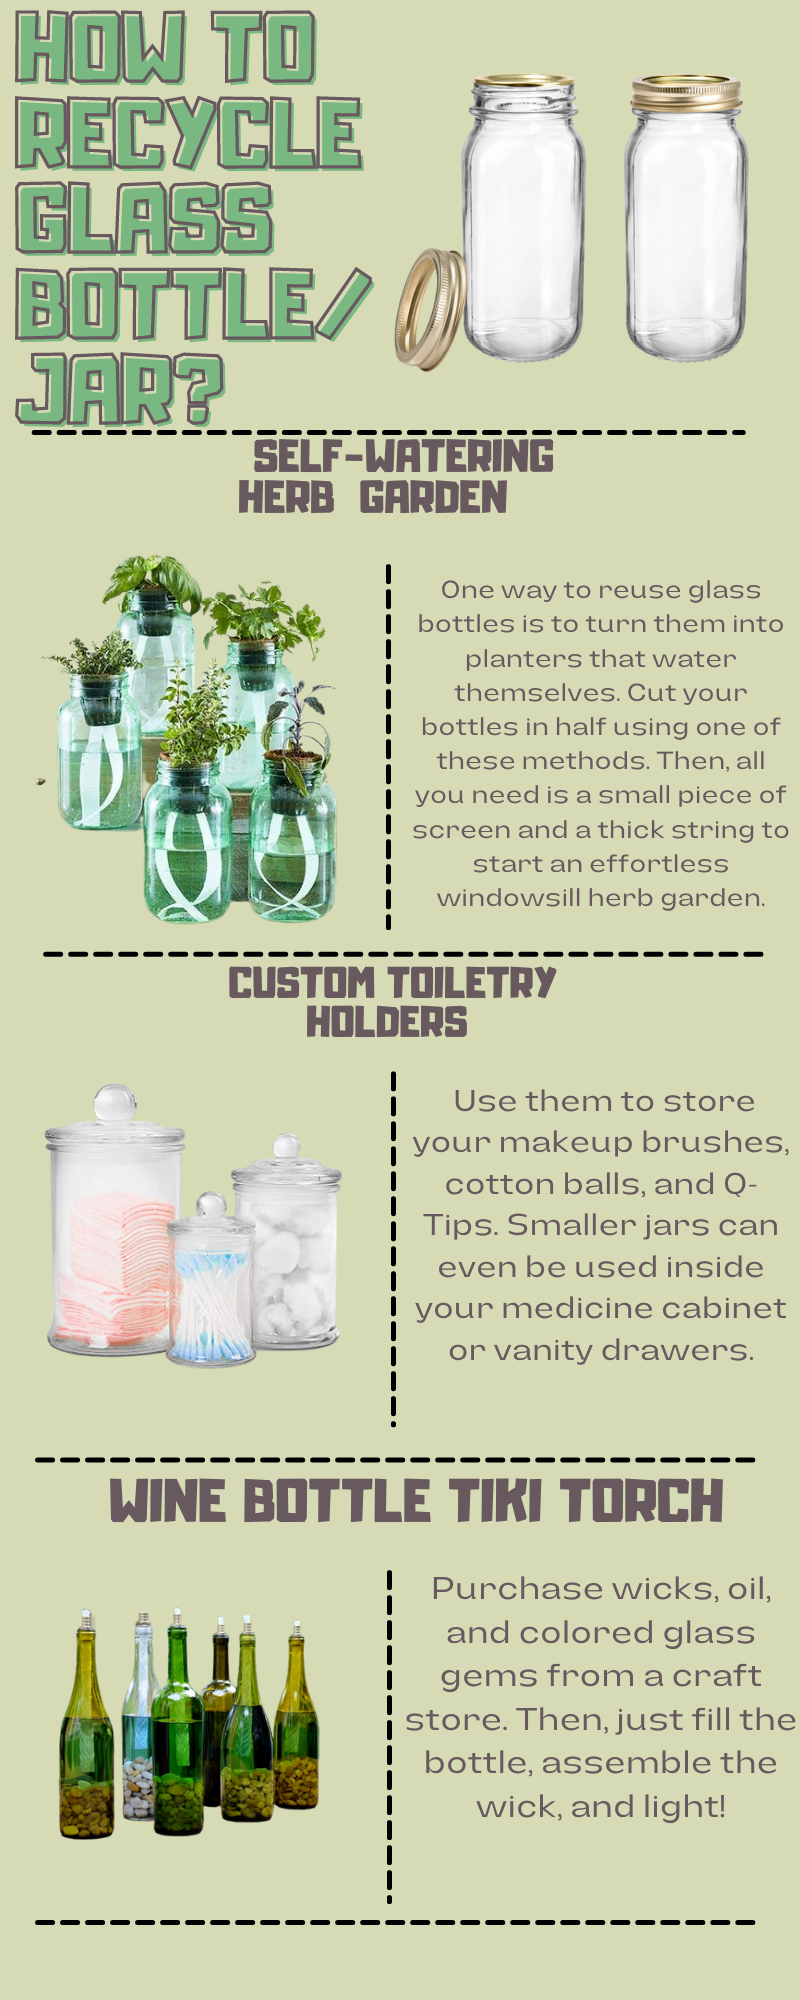 HOW TO
RECYCLE
GLASS
BOTTLE/
JAR?
SELF-WATERING
HERB GARDEN
One way to reuse glass
bottles is to turn them into
planters that water
themselves. Cut your
bottles in half using one of
these methods. Then, all
you need is a small piece of
screen and a thick string to
start an effortless
windowsill herb garden.
CUSTOM TOILETRY
HOLDERS
Use them to store
your makeup brushes,
cotton balls, and Q-
Tips. Smaller jars can
even be used inside
your medicine cabinet
or vanity drawers.
WINE BOTTLE TIKI TORCH
Purchase wicks, oil,
and colored glass
gems from a craft
store. Then, just fill the
bottle, assemble the
wick, and light!